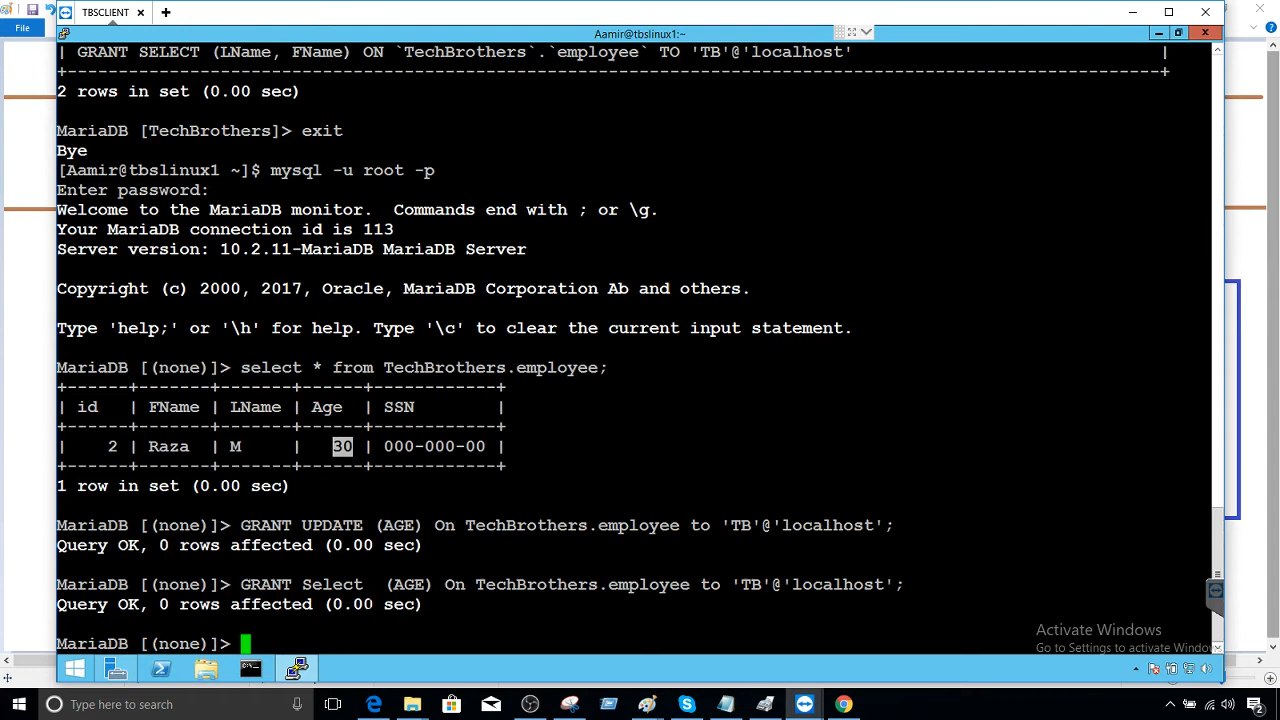 TBSCLIENT
File
Aamir@tbslinux1:~
| GRANT SELECT (LName, FName) ON `TechBrothers`.`employee` TO 'TB'@'localhost' |
+-------------------------------------------------------------------------------------------------------------+
2 rows in set (0.00 sec)
MariaDB [TechBrothers]> exit
Bye
[Aamir@tbslinux1 ~]$ mysql -u root -p
Enter password:
Welcome to the MariaDB monitor.  Commands end with ; or \g.
Your MariaDB connection id is 113
Server version: 10.2.11-MariaDB MariaDB Server
Copyright (c) 2000, 2017, Oracle, MariaDB Corporation Ab and others.
Type 'help;' or '\h' for help. Type '\c' to clear the current input statement.
MariaDB [(none)]> select * from TechBrothers.employee;
+------+-------+-------+------+------------+
| id   | FName | LName | Age  | SSN        |
+------+-------+-------+------+------------+
|    2 | Raza  | M     |   30 | 000-000-00 |
+------+-------+-------+------+------------+
1 row in set (0.00 sec)
MariaDB [(none)]> GRANT UPDATE (AGE) On TechBrothers.employee to 'TB'@'localhost';
Query OK, 0 rows affected (0.00 sec)
MariaDB [(none)]> GRANT Select  (AGE) On TechBrothers.employee to 'TB'@'localhost';
Query OK, 0 rows affected (0.00 sec)
MariaDB [(none)]>
Activate Windows
Go to Settings to activate Windo
Type here to search